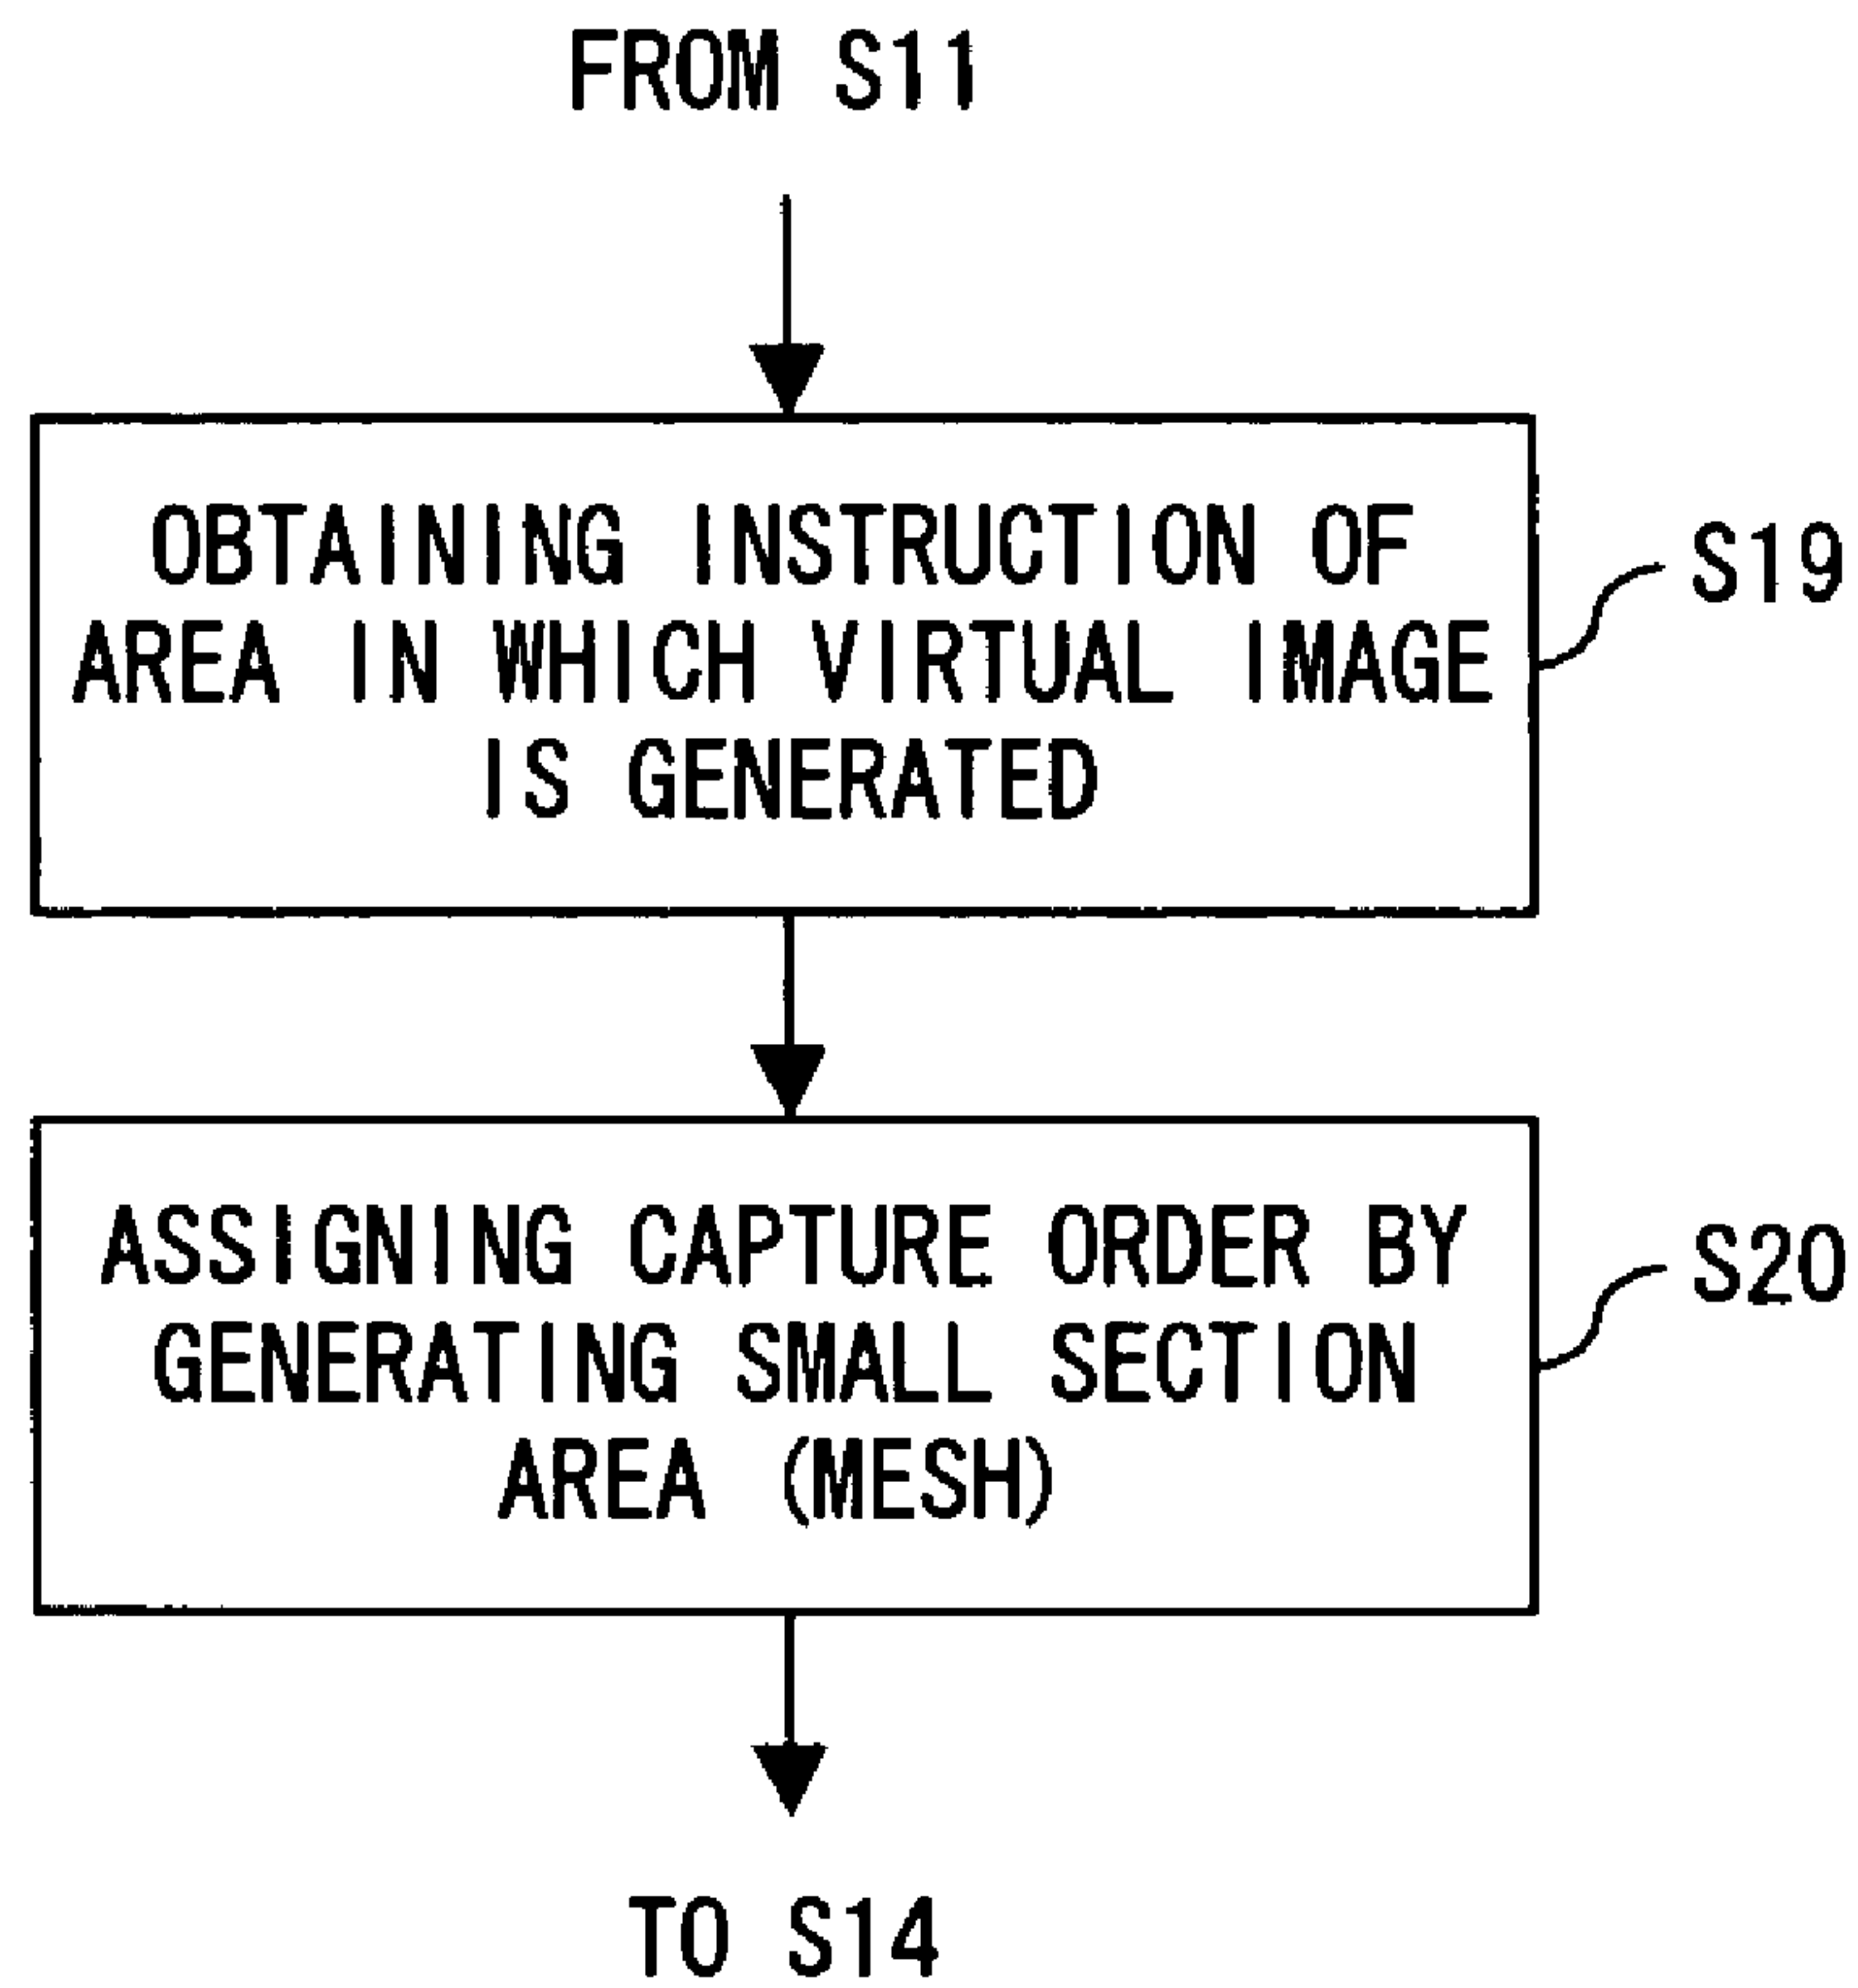 FROM S11
OBTAINING INSTRUCTION OF
AREA IN WHICH VIRTUAL IMAGE
IS GENERATED
S19
ASSIGNING CAPTURE ORDER BY
GENERATING SMALL SECTION
AREA (MESH)
S20
TO S14